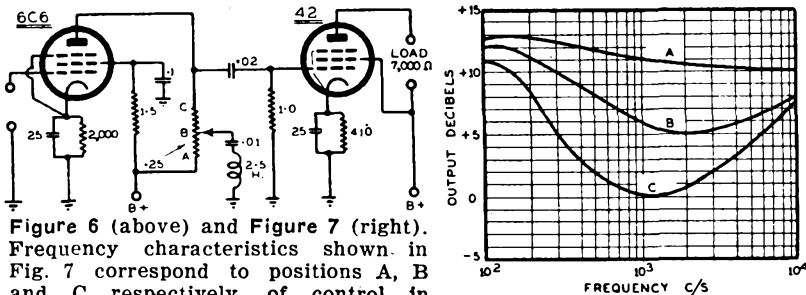 6C6
42
·02
LOAD
7,000 Ω
·1
1·5
1·0
C
B
A
·25
·01
2·5
H.
25
2,000
25
410
B+
B+
Figure 6 (above) and Figure 7 (right).
Frequency characteristics shown in
Fig. 7 correspond to positions A, B
and C respectively, of control in
+15
+10
+5
0
-5
OUTPUT DECIBELS
A
B
C
10²
10³
10⁴
FREQUENCY C/S